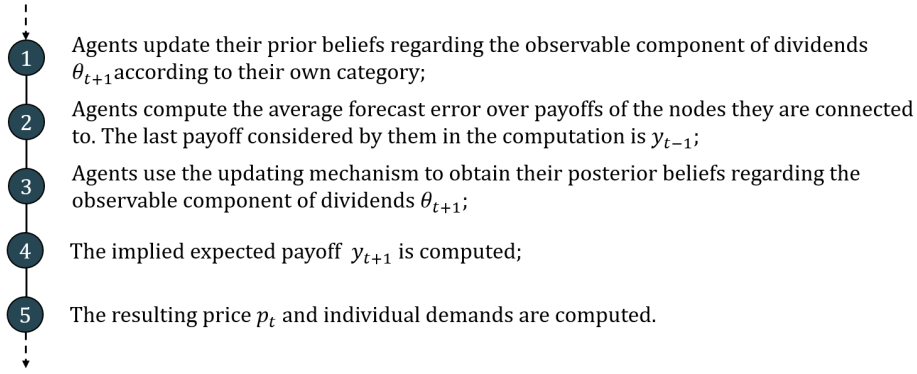 1 Agents update their prior beliefs regarding the observable component of dividends
θₜ₊₁ according to their own category;
2 Agents compute the average forecast error over payoffs of the nodes they are connected
to. The last payoff considered by them in the computation is yₜ₋₁;
3 Agents use the updating mechanism to obtain their posterior beliefs regarding the
observable component of dividends θₜ₊₁;
4 The implied expected payoff yₜ₊₁ is computed;
5 The resulting price pₜ and individual demands are computed.